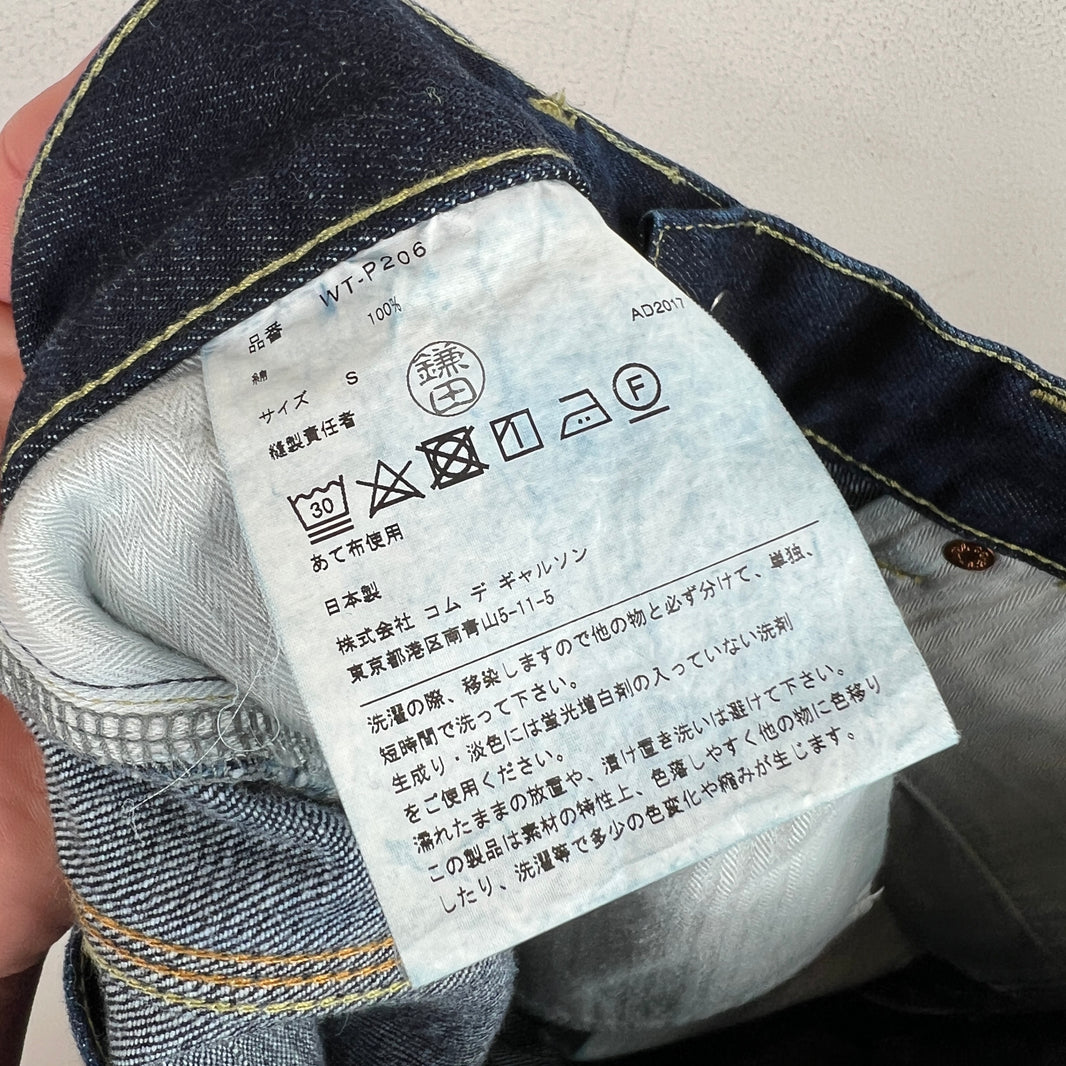 品番 WT-P206
綿 100% AD2017
サイズ S
縫製責任者 鎌田
30 F
あて布使用
日本製
株式会社 コム デ ギャルソン
東京都港区南青山5-11-5
洗濯の際、移染しますので他の物と必ず分けて、単独、
短時間で洗って下さい。
生成り・淡色には蛍光増白剤の入っていない洗剤
をご使用ください。
濡れたままの放置や、漬け置き洗いは避けて下さい。
この製品は素材の特性上、色落しやすく他の物に色移り
したり、洗濯等で多少の色変化や縮みが生じます。